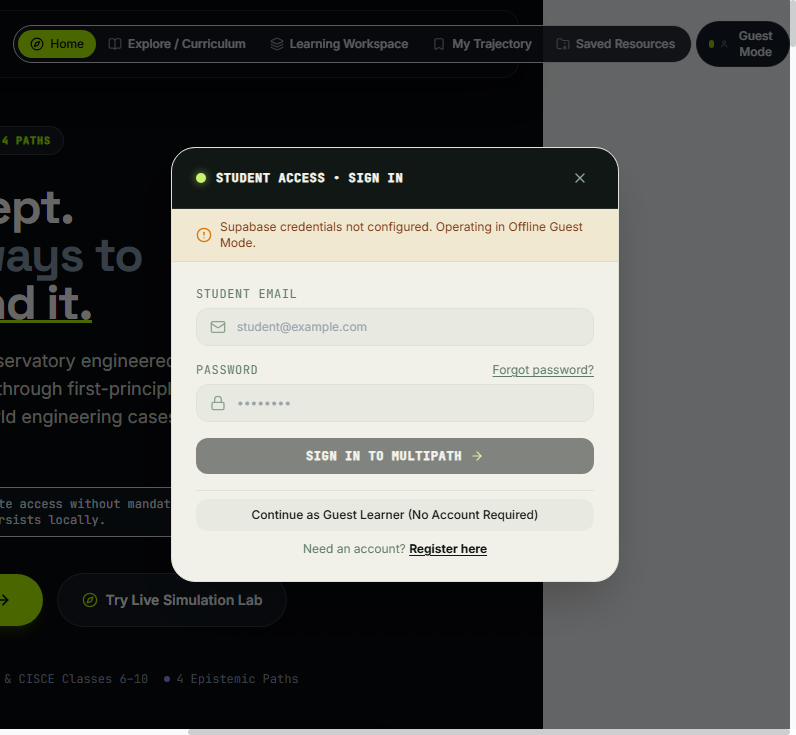 Home
Explore / Curriculum
Learning Workspace
My Trajectory
Saved Resources
Guest
Mode
4 PATHS
ept.
ways to
nd it.
servatory engineered
through first-princip
ld engineering cases
te access without mandat
rsists locally.
Try Live Simulation Lab
& CISCE Classes 6–10 • 4 Epistemic Paths
STUDENT ACCESS • SIGN IN
Supabase credentials not configured. Operating in Offline Guest
Mode.
STUDENT EMAIL
student@example.com
PASSWORD Forgot password?
••••••••
SIGN IN TO MULTIPATH →
Continue as Guest Learner (No Account Required)
Need an account? Register here